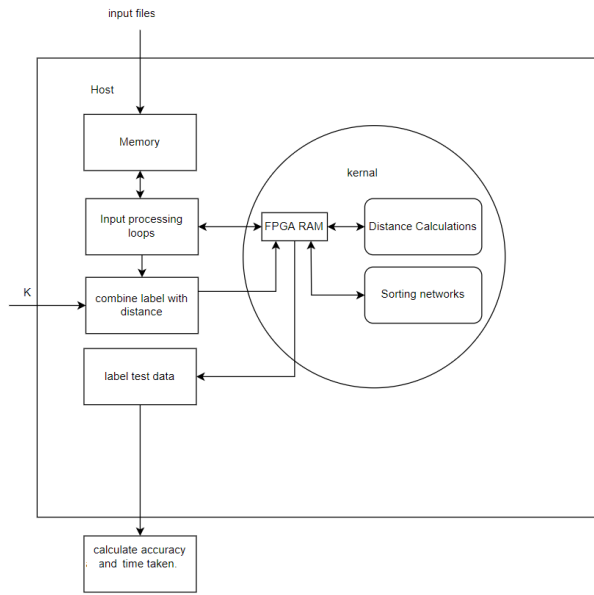 input files
Host
Memory
kernal
Input processing
loops
FPGA RAM
Distance Calculations
K
combine label with
distance
Sorting networks
label test data
calculate accuracy
and time taken.